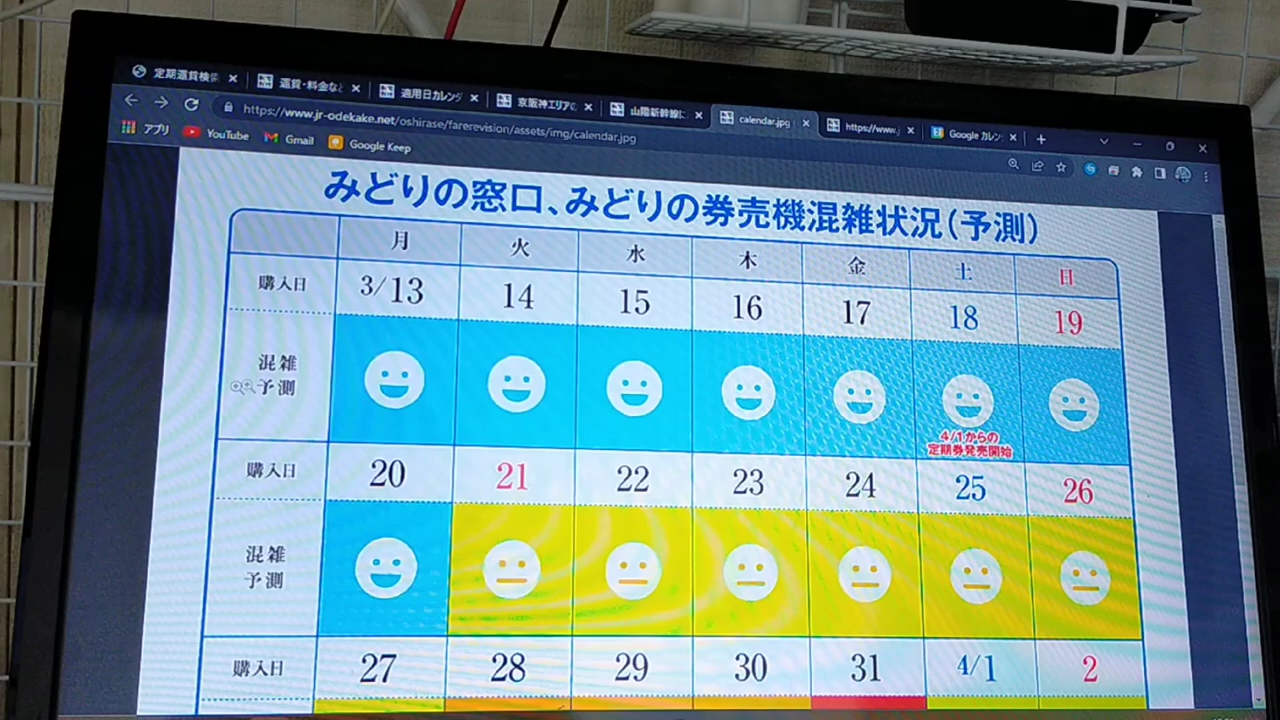 定期運賃検索
運賃・料金など
適用日カレンダ
京阪神エリアの
山陽新幹線に
calendar.jpg
https://www.j
Google カレン
https://www.jr-odekake.net/oshirase/farerevision/assets/img/calendar.jpg
アプリ YouTube Gmail Google Keep
みどりの窓口、みどりの券売機混雑状況(予測)
月 火 水 木 金 土 日
購入日 3/13 14 15 16 17 18 19
混雑
予測
4/1からの
定期券発売開始
購入日 20 21 22 23 24 25 26
混雑
予測
購入日 27 28 29 30 31 4/1 2